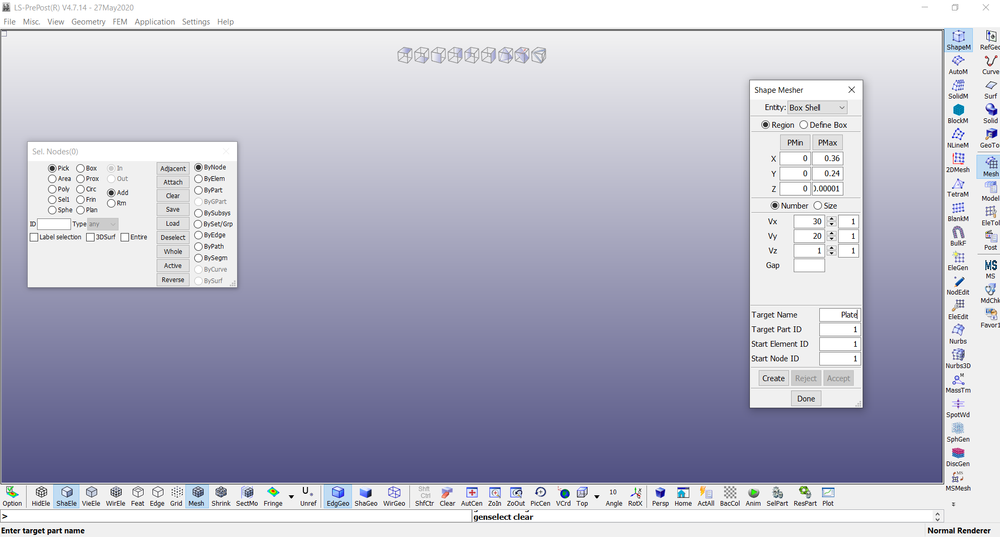 LS-PrePost(R) V4.7.14 - 27May2020
File Misc. View Geometry FEM Application Settings Help
Sel. Nodes(0)
Pick Box In
Area Prox Out
Poly Circ
Sel1 Frin Add
Sphe Plan Rm
ID Type any
Label selection 3DSurf Entire
Adjacent
Attach
Clear
Save
Load
Deselect
Whole
Active
Reverse
ByNode
ByElem
ByPart
ByGPart
BySubsys
BySet/Grp
ByEdge
ByPath
BySegm
ByCurve
BySurf
Shape Mesher
Entity: Box Shell
Region Define Box
PMin PMax
X 0 0.36
Y 0 0.24
Z 0 0.00001
Number Size
Vx 30 1
Vy 20 1
Vz 1 1
Gap
Target Name Plate
Target Part ID 1
Start Element ID 1
Start Node ID 1
Create Reject Accept
Done
ShapeM
AutoM
SolidM
BlockM
NLineM
2DMesh
TetraM
BlankM
BulkF
EleGen
NodEdit
EleEdit
Nurbs
Nurbs3D
MassTm
SpotWd
SphGen
DiscGen
MSMesh
RefGeo
Curve
Surf
Solid
GeoTo
Mesh
Model
EleTol
Post
MS
MS
MdChk
Favor1
Option HidEle ShaEle VieEle WirEle Feat Edge Grid Mesh Shrink SectMo Fringe Unref EdgGeo ShaGeo WirGeo Shft Ctrl ShfCtr Clear AutCen ZoIn ZoOut PicCen VCrd Top 10 Angle RotX Persp Home ActAll BacCol Anim SelPart ResPart Plot
>
genselect clear
Enter target part name
Normal Renderer